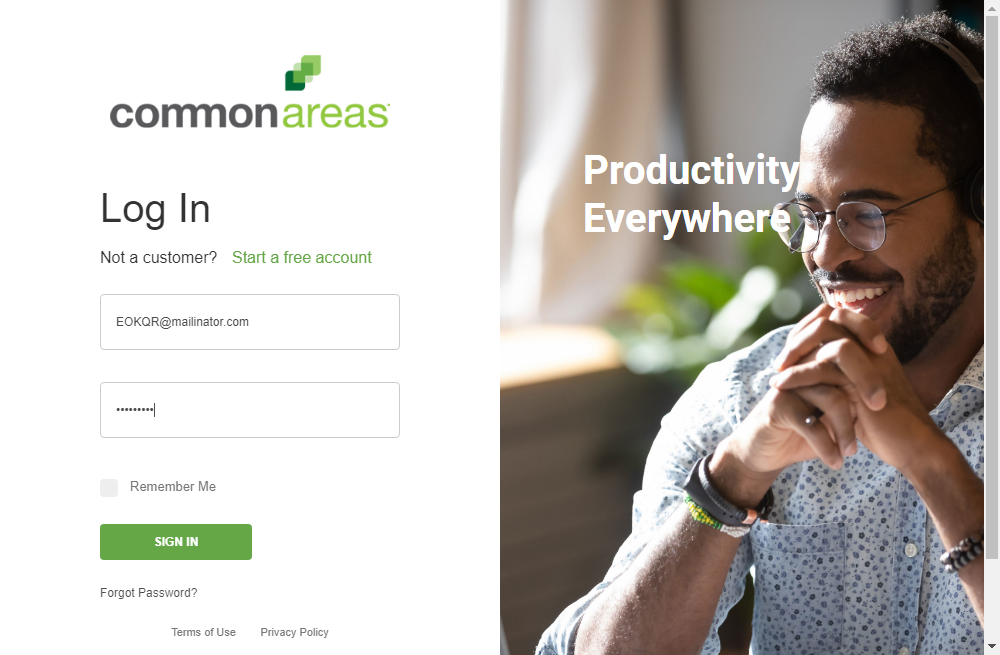 commonareas
Log In
Not a customer? Start a free account
EOKQR@mailinator.com
•••••••••
Remember Me
SIGN IN
Forgot Password?
Terms of Use Privacy Policy
Productivity
Everywhere